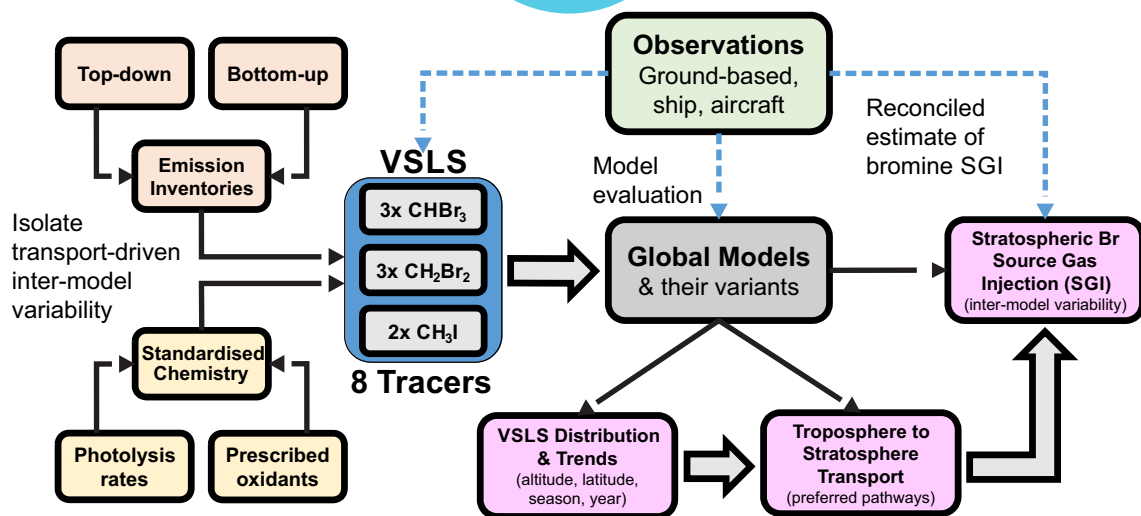 Top-down
Bottom-up
Emission
Inventories
Isolate
transport-driven
inter-model
variability
Standardised
Chemistry
Photolysis
rates
Prescribed
oxidants
VSLS
3x CHBr₃
3x CH₂Br₂
2x CH₃I
8 Tracers
Observations
Ground-based,
ship, aircraft
Model
evaluation
Reconciled
estimate of
bromine SGI
Global Models
& their variants
Stratospheric Br
Source Gas
Injection (SGI)
(inter-model variability)
VSLS Distribution
& Trends
(altitude, latitude,
season, year)
Troposphere to
Stratosphere
Transport
(preferred pathways)